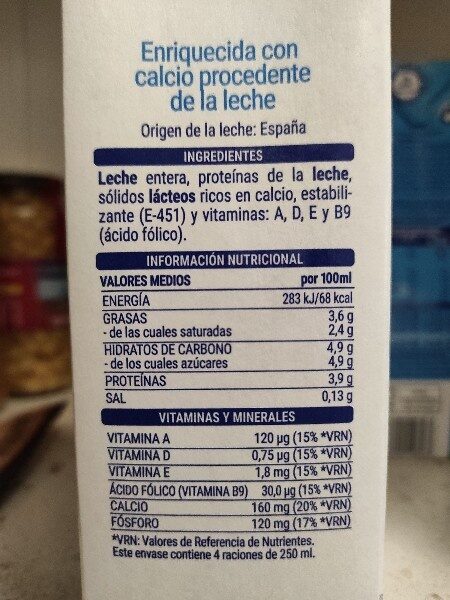 Enriquecida con
calcio procedente
de la leche
Origen de la leche: España
INGREDIENTES
Leche entera, proteínas de la leche,
sólidos lácteos ricos en calcio, estabili-
zante (E-451) y vitaminas: A, D, E y B9
(ácido fólico).
INFORMACIÓN NUTRICIONAL
VALORES MEDIOS por 100ml
ENERGÍA 283 kJ/68 kcal
GRASAS 3,6 g
- de las cuales saturadas 2,4 g
HIDRATOS DE CARBONO 4,9 g
- de los cuales azúcares 4,9 g
PROTEÍNAS 3,9 g
SAL 0,13 g
VITAMINAS Y MINERALES
VITAMINA A 120 µg (15% *VRN)
VITAMINA D 0,75 µg (15% *VRN)
VITAMINA E 1,8 mg (15% *VRN)
ÁCIDO FÓLICO (VITAMINA B9) 30,0 µg (15% *VRN)
CALCIO 160 mg (20% *VRN)
FÓSFORO 120 mg (17% *VRN)
*VRN: Valores de Referencia de Nutrientes.
Este envase contiene 4 raciones de 250 ml.